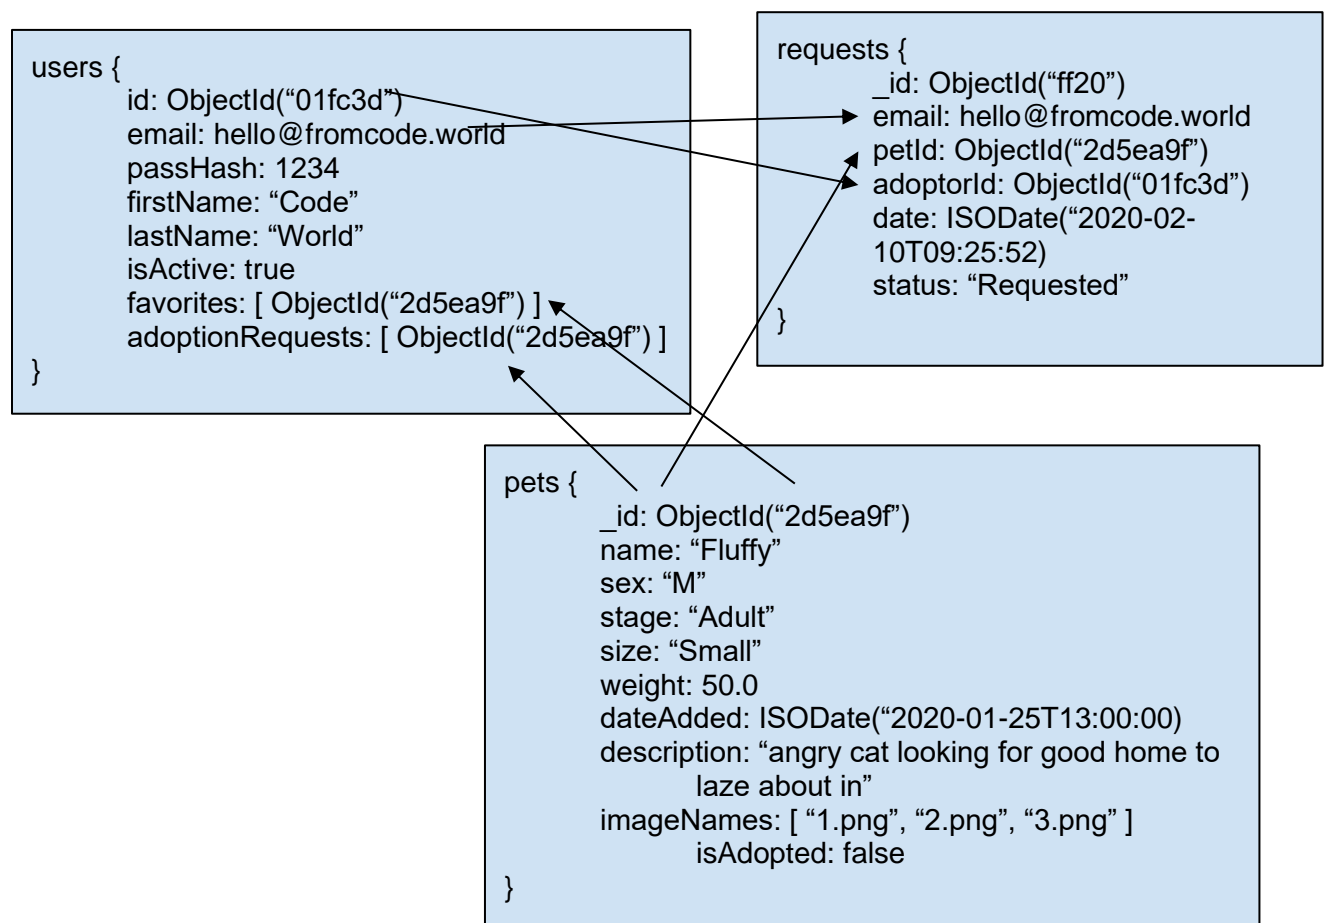 users {
id: ObjectId(“01fc3d”)
email: hello@fromcode.world
passHash: 1234
firstName: “Code”
lastName: “World”
isActive: true
favorites: [ ObjectId(“2d5ea9f”) ]
adoptionRequests: [ ObjectId(“2d5ea9f”) ]
}
requests {
_id: ObjectId(“ff20”)
email: hello@fromcode.world
petId: ObjectId(“2d5ea9f”)
adoptorId: ObjectId(“01fc3d”)
date: ISODate(“2020-02-
10T09:25:52)
status: “Requested”
}
pets {
_id: ObjectId(“2d5ea9f”)
name: “Fluffy”
sex: “M”
stage: “Adult”
size: “Small”
weight: 50.0
dateAdded: ISODate(“2020-01-25T13:00:00)
description: “angry cat looking for good home to
laze about in”
imageNames: [ “1.png”, “2.png”, “3.png” ]
isAdopted: false
}